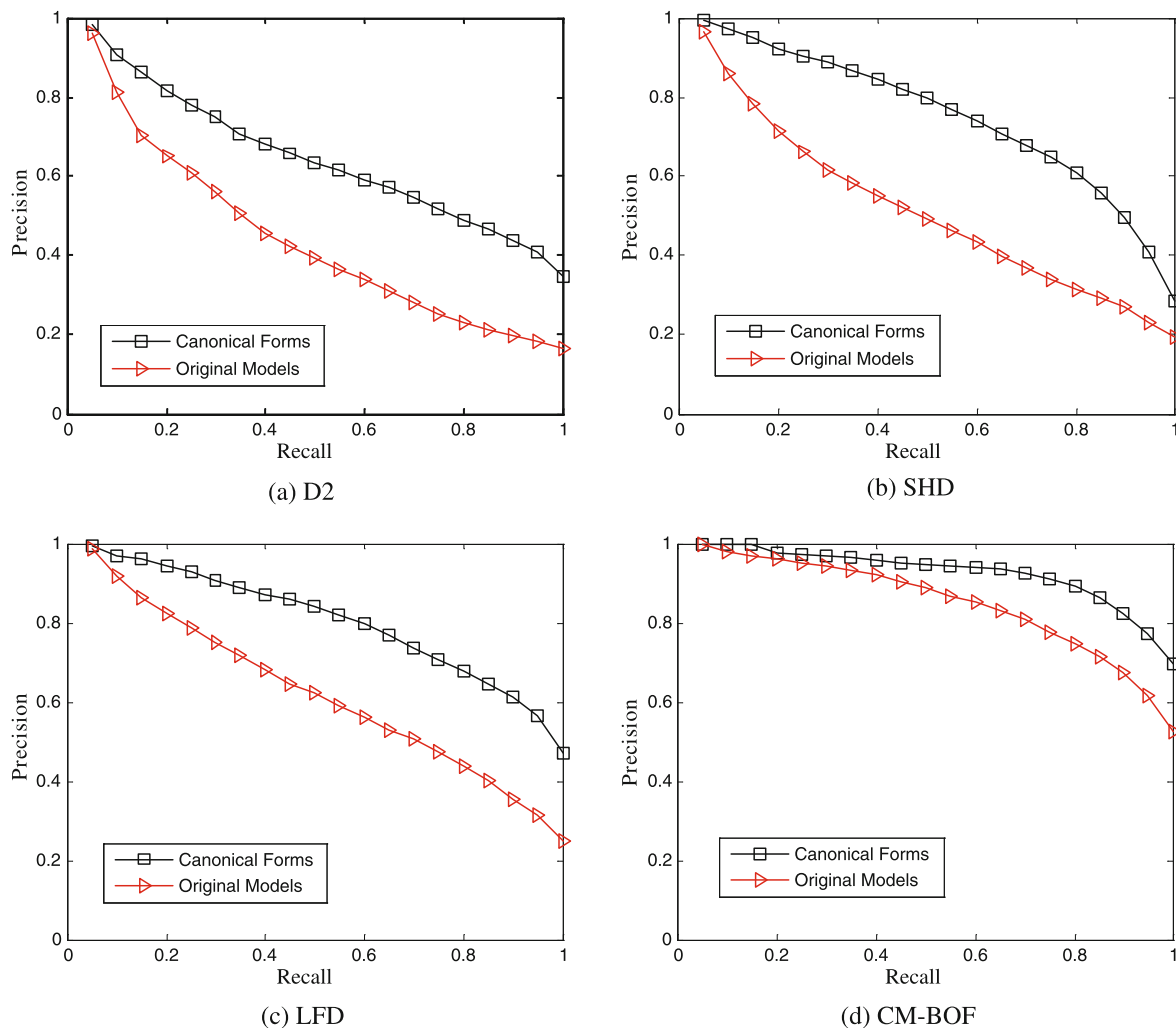 1
0.8
0.6
0.4
0.2
0
Precision
Canonical Forms
Original Models
0 0.2 0.4 0.6 0.8 1
Recall
(a) D2
1
0.8
0.6
0.4
0.2
0
Precision
Canonical Forms
Original Models
0 0.2 0.4 0.6 0.8 1
Recall
(b) SHD
1
0.8
0.6
0.4
0.2
0
Precision
Canonical Forms
Original Models
0 0.2 0.4 0.6 0.8 1
Recall
(c) LFD
1
0.8
0.6
0.4
0.2
0
Precision
Canonical Forms
Original Models
0 0.2 0.4 0.6 0.8 1
Recall
(d) CM-BOF